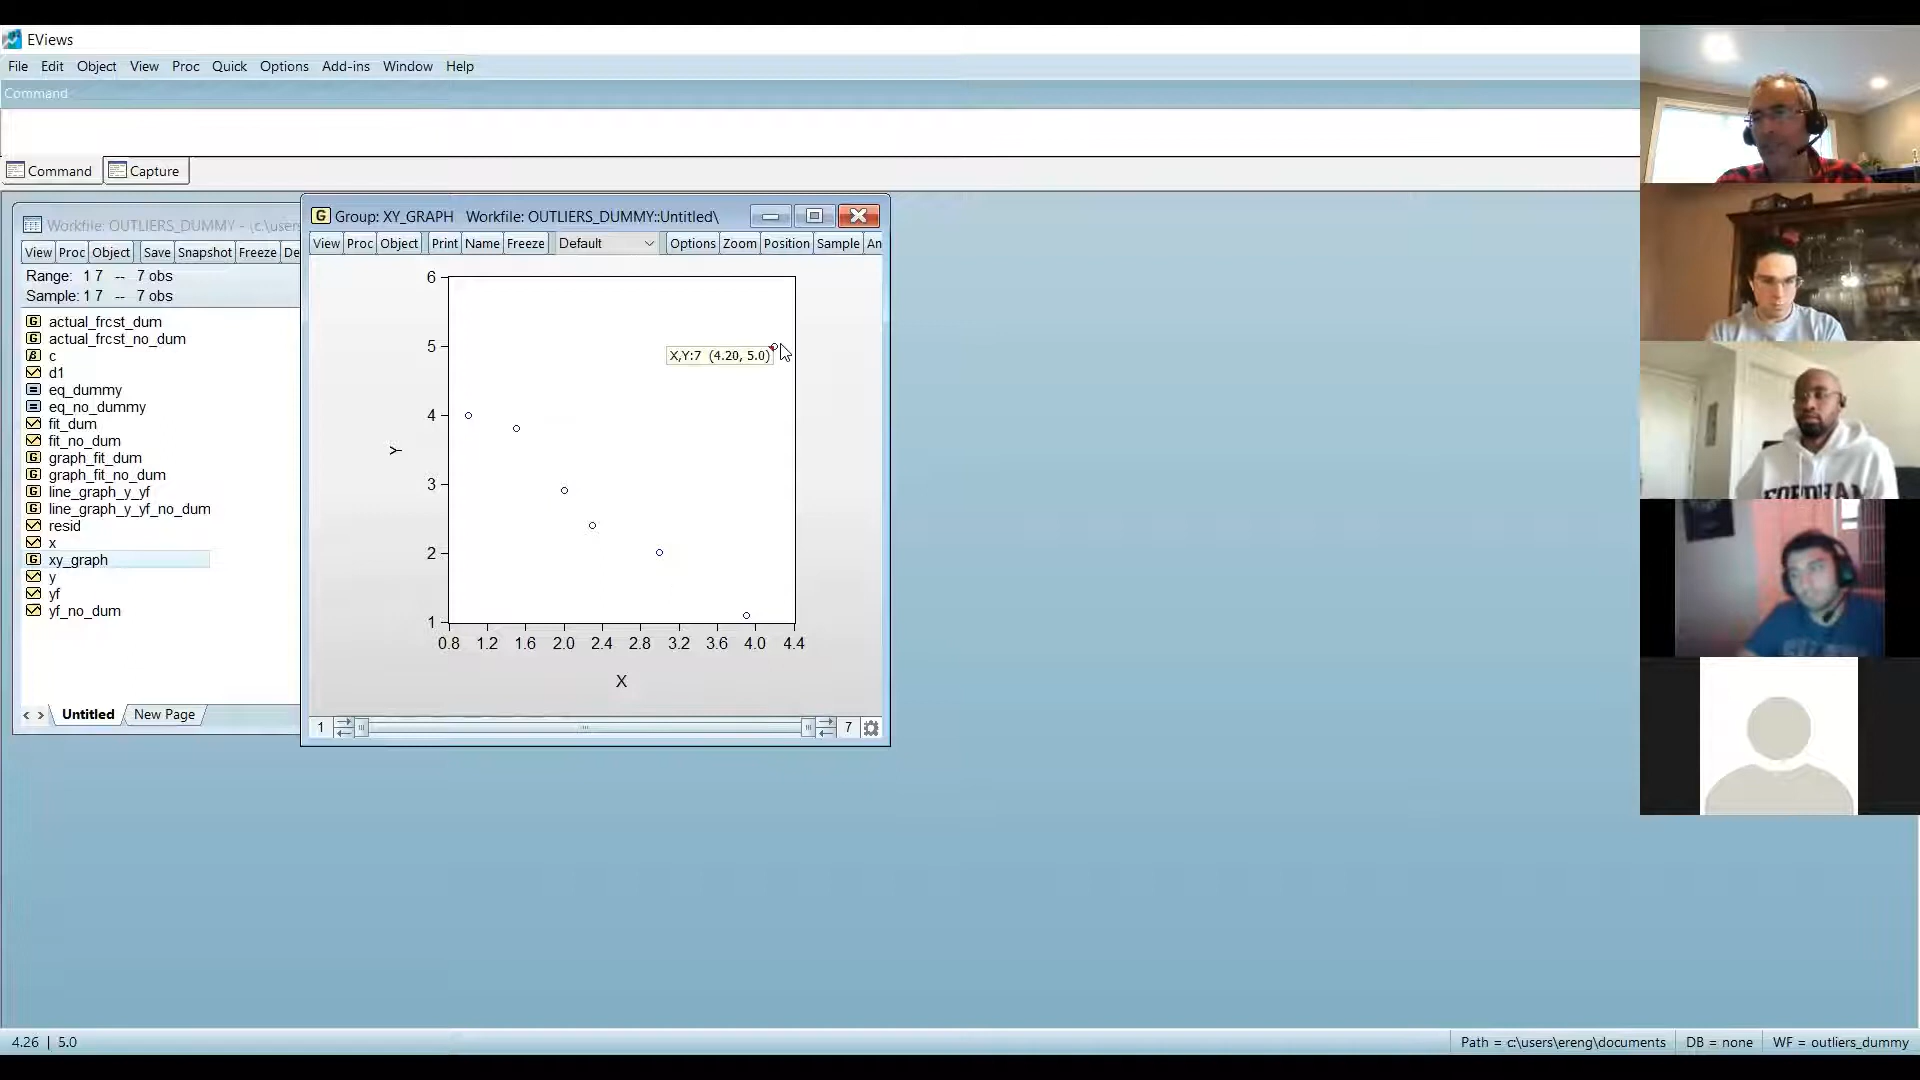 EViews
File Edit Object View Proc Quick Options Add-ins Window Help
Command
Command Capture
Workfile: OUTLIERS_DUMMY - (c:\users
View Proc Object Save Snapshot Freeze De
Range: 1 7 -- 7 obs
Sample: 1 7 -- 7 obs
actual_frcst_dum
actual_frcst_no_dum
c
d1
eq_dummy
eq_no_dummy
fit_dum
fit_no_dum
graph_fit_dum
graph_fit_no_dum
line_graph_y_yf
line_graph_y_yf_no_dum
resid
x
xy_graph
y
yf
yf_no_dum
Untitled New Page
G Group: XY_GRAPH Workfile: OUTLIERS_DUMMY::Untitled\
View Proc Object Print Name Freeze Default Options Zoom Position Sample An
6
5
4
3
2
1
Y
X,Y:7 (4.20, 5.0)
0.8 1.2 1.6 2.0 2.4 2.8 3.2 3.6 4.0 4.4
X
1 7
FORDHAM
4.26 | 5.0
Path = c:\users\ereng\documents DB = none WF = outliers_dummy